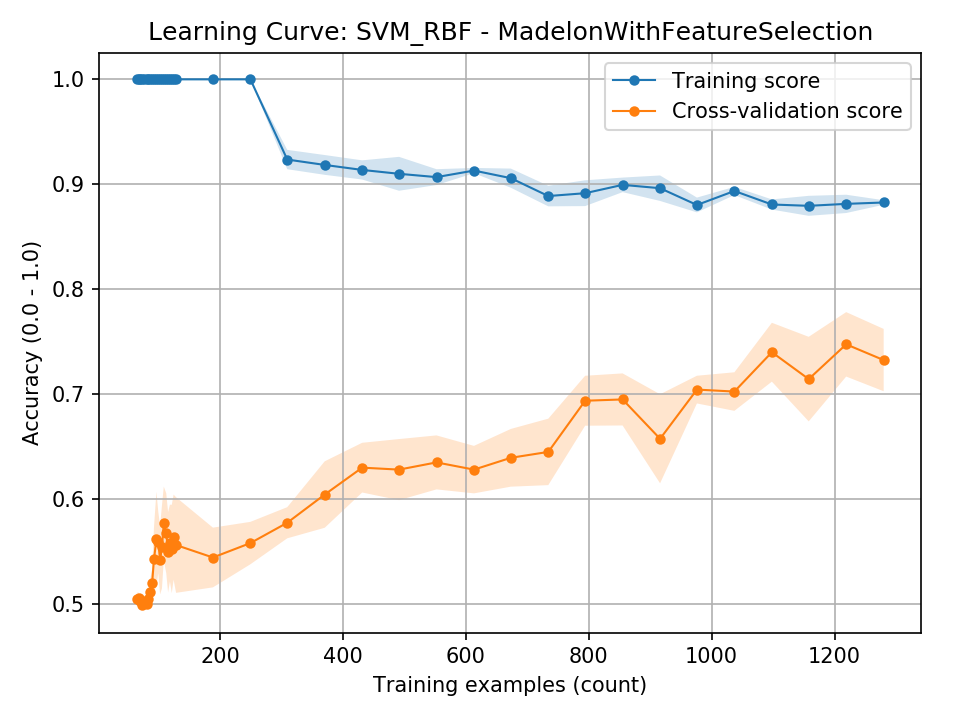 Learning Curve: SVM_RBF - MadelonWithFeatureSelection
1.0
0.9
0.8
0.7
0.6
0.5
Accuracy (0.0 - 1.0)
Training score
Cross-validation score
200 400 600 800 1000 1200
Training examples (count)